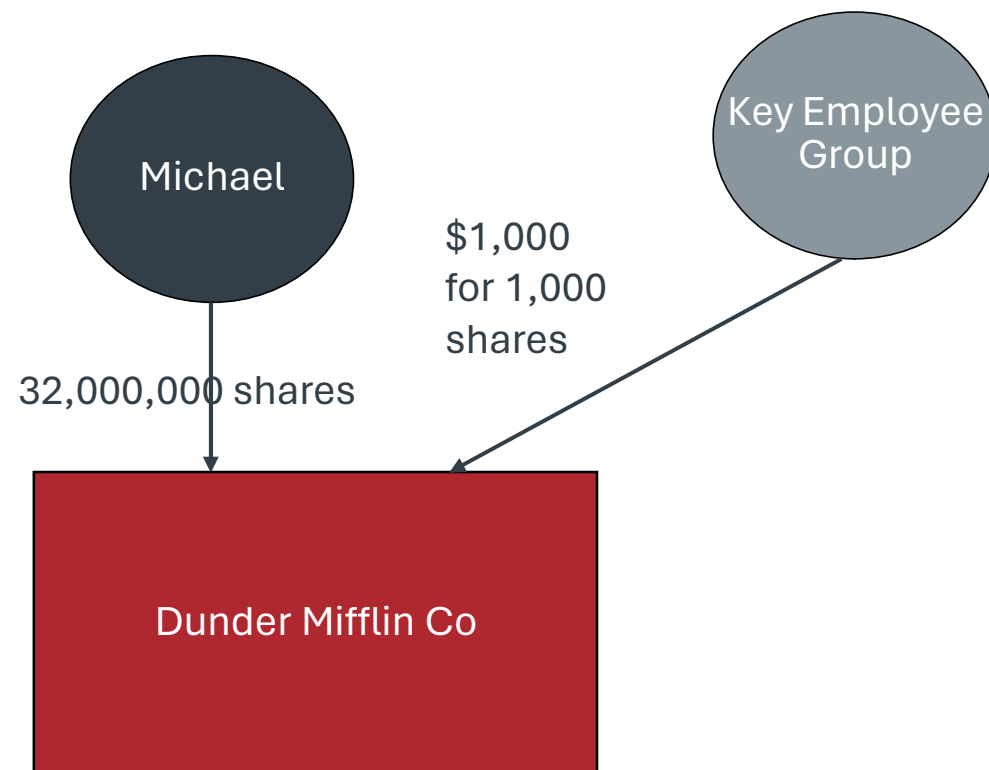 Key Employee
Group
Michael
$1,000
for 1,000
shares
32,000,000 shares
Dunder Mifflin Co